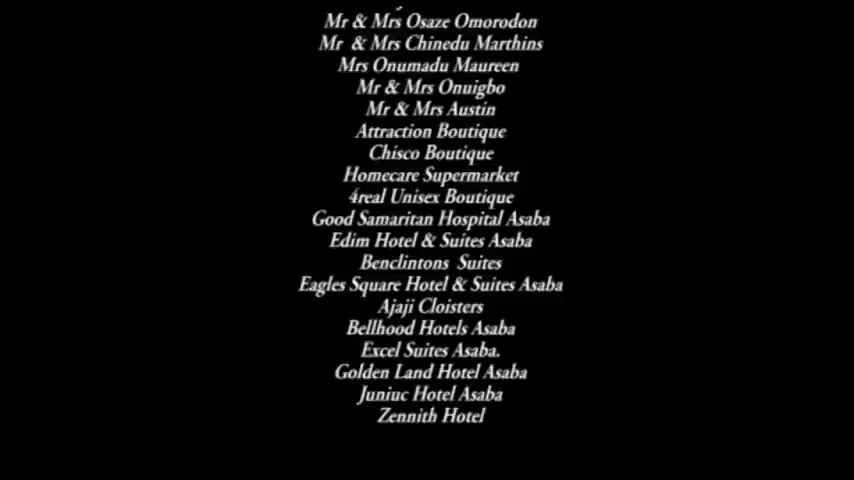 Mr & Mrs Osaze Omorodon
Mr & Mrs Chinedu Marthins
Mrs Onumadu Maureen
Mr & Mrs Onuigbo
Mr & Mrs Austin
Attraction Boutique
Chisco Boutique
Homecare Supermarket
4real Unisex Boutique
Good Samaritan Hospital Asaba
Edim Hotel & Suites Asaba
Benclintons Suites
Eagles Square Hotel & Suites Asaba
Ajaji Cloisters
Bellhood Hotels Asaba
Excel Suites Asaba.
Golden Land Hotel Asaba
Juniuc Hotel Asaba
Zennith Hotel